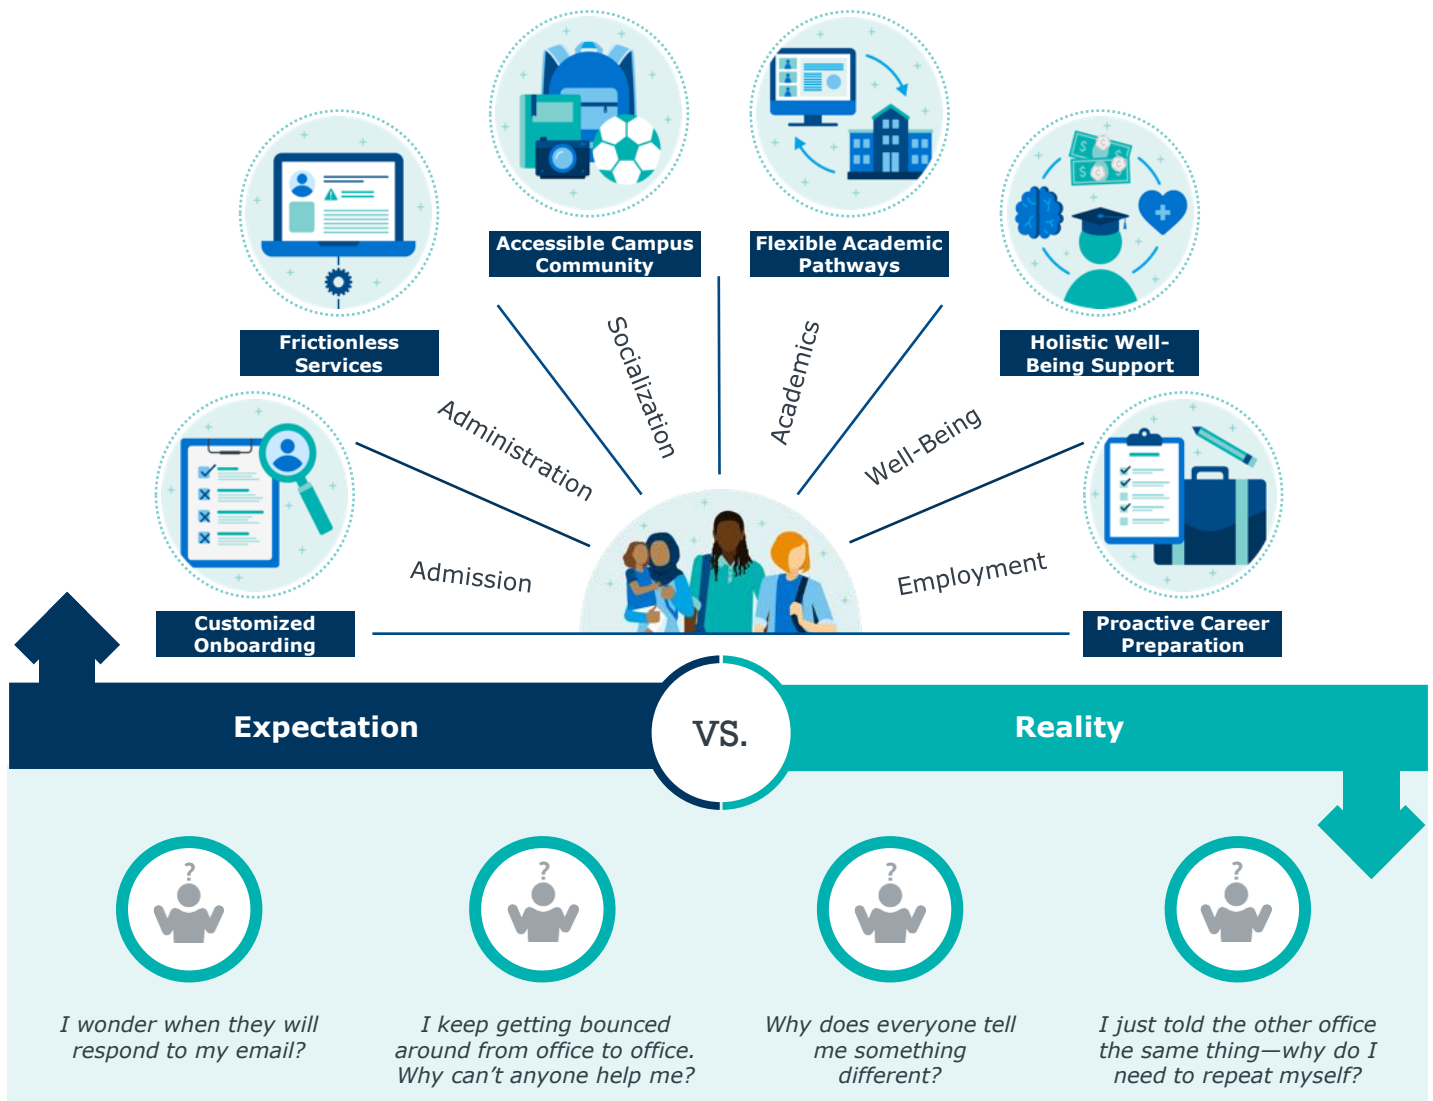 Accessible Campus
Community
Flexible Academic
Pathways
Frictionless
Services
Holistic Well-
Being Support
Socialization
Academics
Administration
Well-Being
Customized
Onboarding
Admission
Employment
Proactive Career
Preparation
Expectation
vs.
Reality
?
?
?
?
I wonder when they will
respond to my email?
I keep getting bounced
around from office to office.
Why can’t anyone help me?
Why does everyone tell
me something
different?
I just told the other office
the same thing—why do I
need to repeat myself?